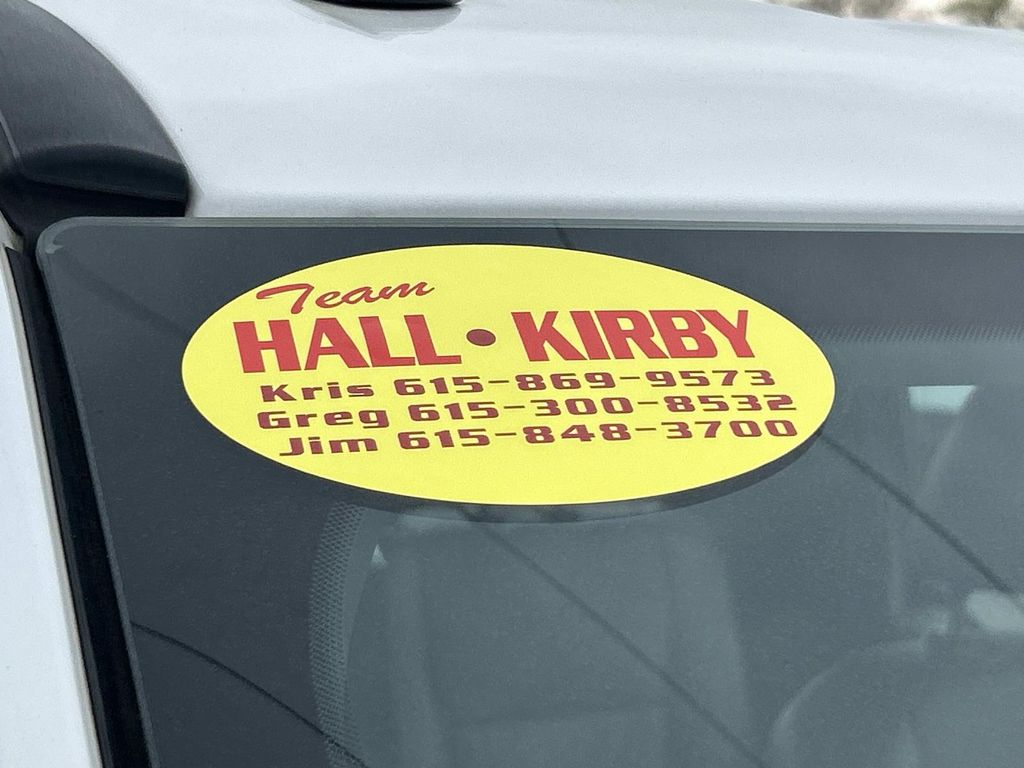 Team
HALL • KIRBY
Kris 615-869-9573
Greg 615-300-8532
Jim 615-848-3700